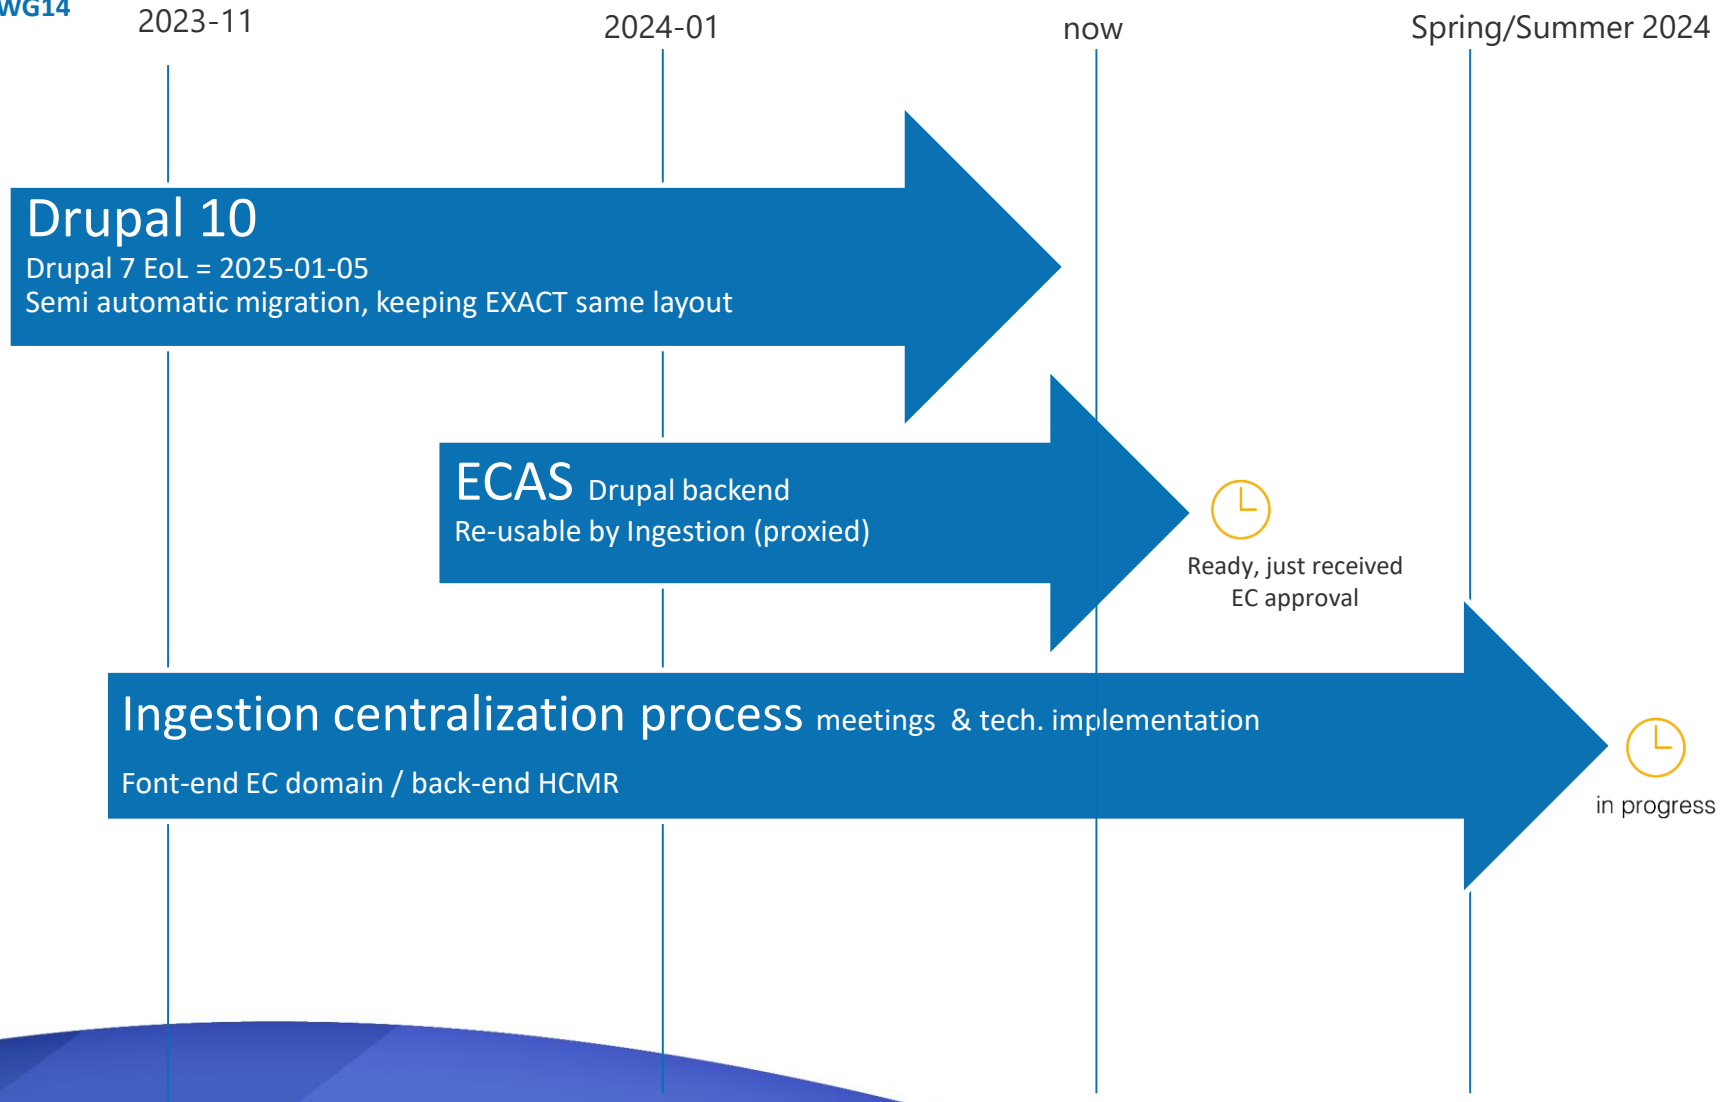 WG14
2023-11
2024-01
now
Spring/Summer 2024
Drupal 10
Drupal 7 EoL = 2025-01-05
Semi automatic migration, keeping EXACT same layout
ECAS Drupal backend
Re-usable by Ingestion (proxied)
Ready, just received
EC approval
Ingestion centralization process meetings & tech. implementation
Font-end EC domain / back-end HCMR
in progress